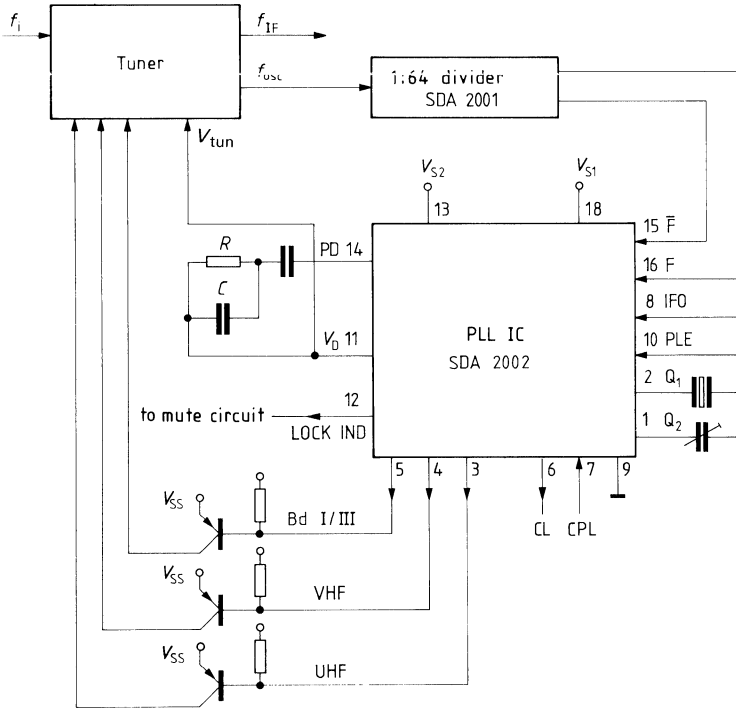 f_i
f_IF
Tuner
f_OSC
1:64 divider
SDA 2001
V_tun
V_S2
V_S1
13
18
15 F̅
R
PD 14
16 F
C
8 IFO
PLL IC
V_D 11
10 PLE
SDA 2002
2 Q_1
12
to mute circuit
1 Q_2
LOCK IND
5
4
3
6
7
9
V_SS
Bd I/III
CL
CPL
V_SS
VHF
V_SS
UHF